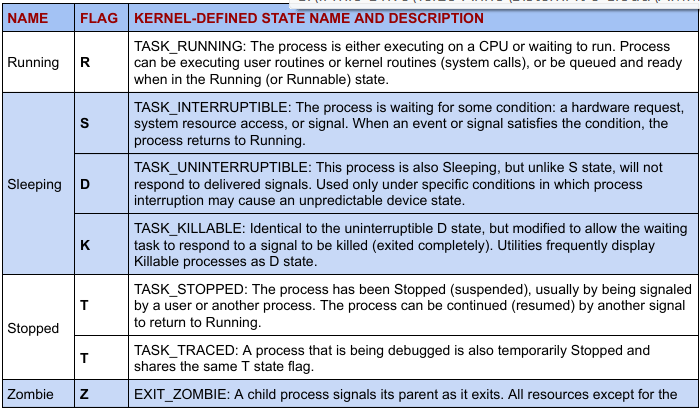 NAME FLAG KERNEL-DEFINED STATE NAME AND DESCRIPTION
Running R TASK_RUNNING: The process is either executing on a CPU or waiting to run. Process
can be executing user routines or kernel routines (system calls), or be queued and ready
when in the Running (or Runnable) state.
Sleeping
S TASK_INTERRUPTIBLE: The process is waiting for some condition: a hardware request,
system resource access, or signal. When an event or signal satisfies the condition, the
process returns to Running.
D TASK_UNINTERRUPTIBLE: This process is also Sleeping, but unlike S state, will not
respond to delivered signals. Used only under specific conditions in which process
interruption may cause an unpredictable device state.
K TASK_KILLABLE: Identical to the uninterruptible D state, but modified to allow the waiting
task to respond to a signal to be killed (exited completely). Utilities frequently display
Killable processes as D state.
Stopped
T TASK_STOPPED: The process has been Stopped (suspended), usually by being signaled
by a user or another process. The process can be continued (resumed) by another signal
to return to Running.
T TASK_TRACED: A process that is being debugged is also temporarily Stopped and
shares the same T state flag.
Zombie Z EXIT_ZOMBIE: A child process signals its parent as it exits. All resources except for the